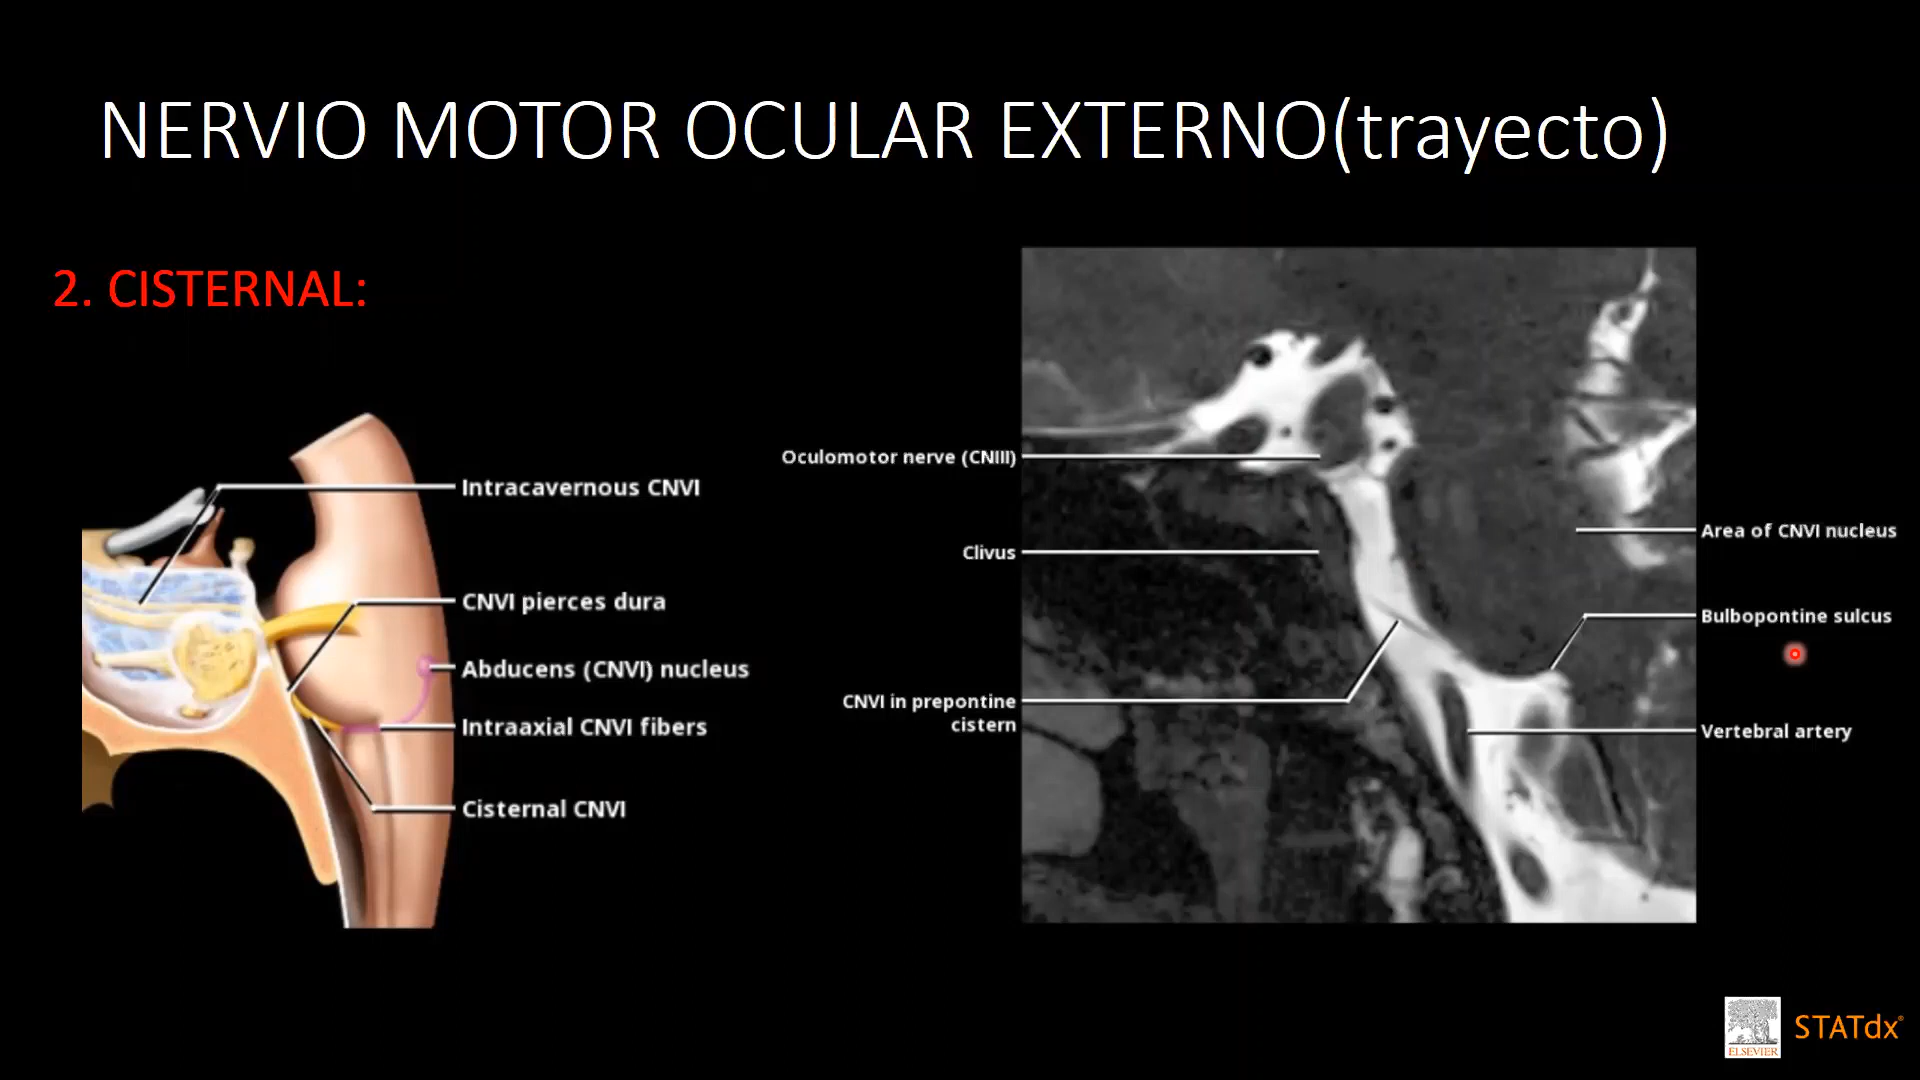 NERVIO MOTOR OCULAR EXTERNO(trayecto)
2. CISTERNAL:
Intracavernous CNVI
CNVI pierces dura
Abducens (CNVI) nucleus
Intraaxial CNVI fibers
Cisternal CNVI
Oculomotor nerve (CNIII)
Clivus
CNVI in prepontine
cistern
Area of CNVI nucleus
Bulbopontine sulcus
Vertebral artery
ELSEVIER
STATdx®